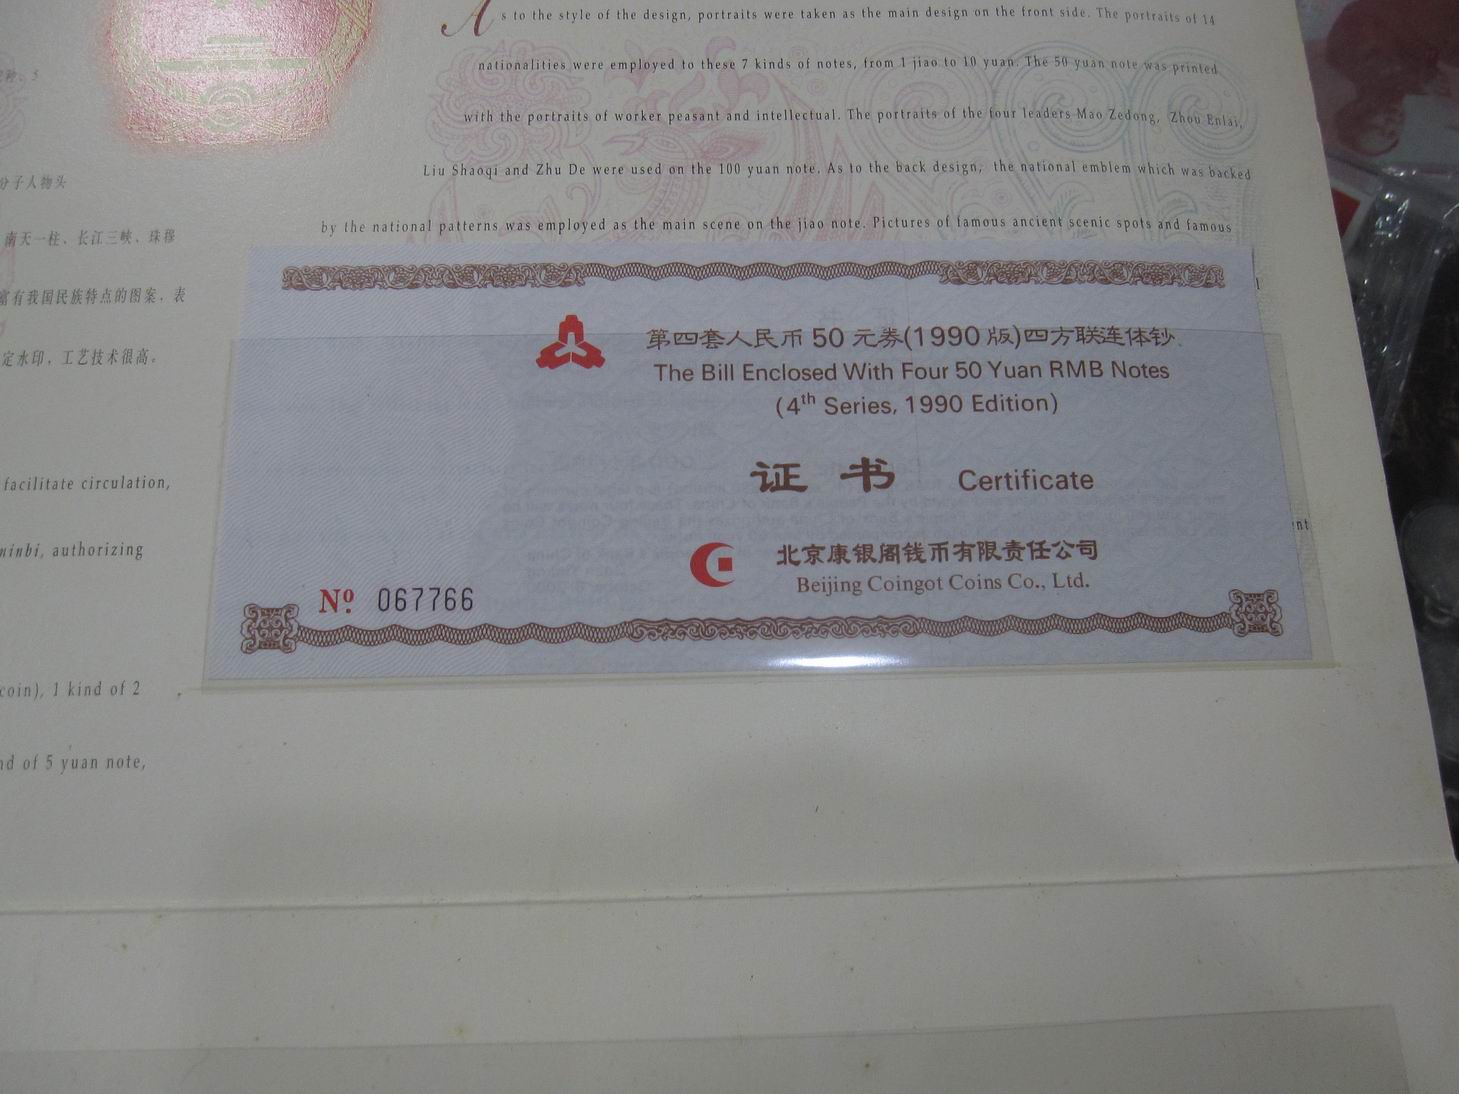 As to the style of the design, portraits were taken as the main design on the front side. The portraits of 14
nationalities were employed to these 7 kinds of notes, from 1 jiao to 10 yuan. The 50 yuan note was printed
with the portraits of worker peasant and intellectual. The portraits of the four leaders Mao Zedong, Zhou Enlai,
Liu Shaoqi and Zhu De were used on the 100 yuan note. As to the back design, the national emblem which was backed
by the national patterns was employed as the main scene on the jiao note. Pictures of famous ancient scenic spots and famous
分子人物头
南天一柱、长江三峡、珠穆
富有我国民族特点的图案，表
定水印，工艺技术很高。
facilitate circulation,
authorizing
coin), 1 kind of 2
of 5 yuan note,
第四套人民币50元券(1990版)四方联连体钞
The Bill Enclosed With Four 50 Yuan RMB Notes
(4th Series, 1990 Edition)
证书 Certificate
北京康银阁钱币有限责任公司
Beijing Coingot Coins Co., Ltd.
Nº 067766